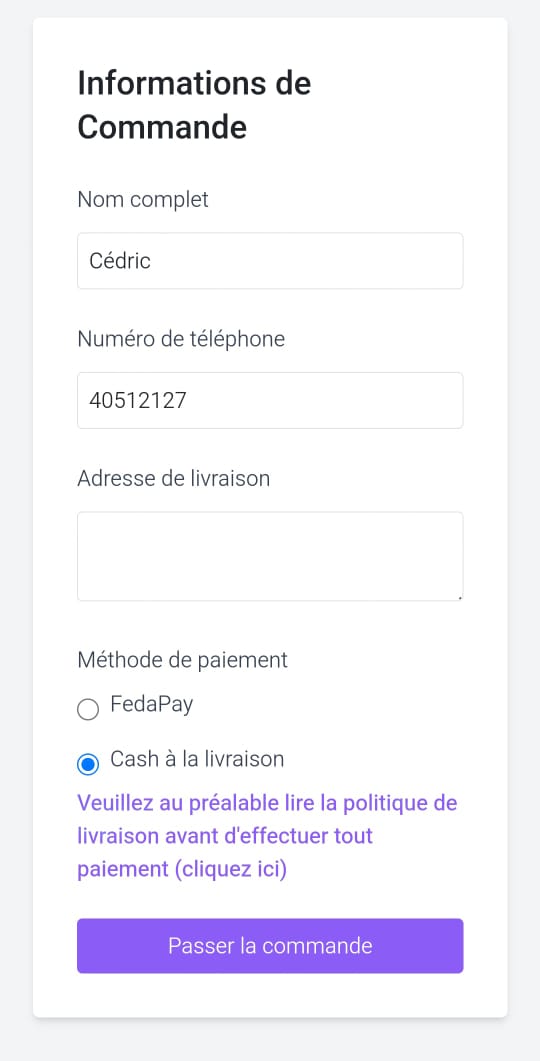 Informations de
Commande
Nom complet
Cédric
Numéro de téléphone
40512127
Adresse de livraison
Méthode de paiement
FedaPay
Cash à la livraison
Veuillez au préalable lire la politique de
livraison avant d'effectuer tout
paiement (cliquez ici)
Passer la commande